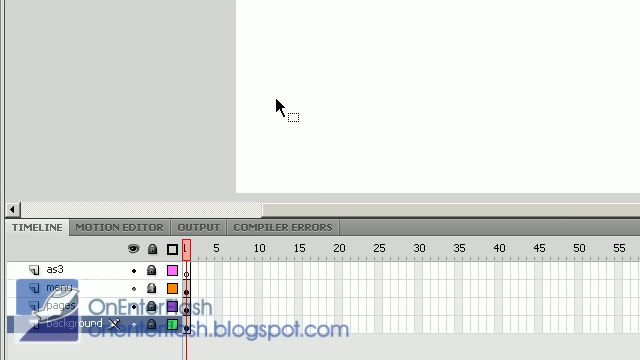 TIMELINE MOTION EDITOR OUTPUT COMPILER ERRORS
1 5 10 15 20 25 30 35 40 45 50 55
as3
menu
pages
background
OnEnterFlash
onenterflash.blogspot.com